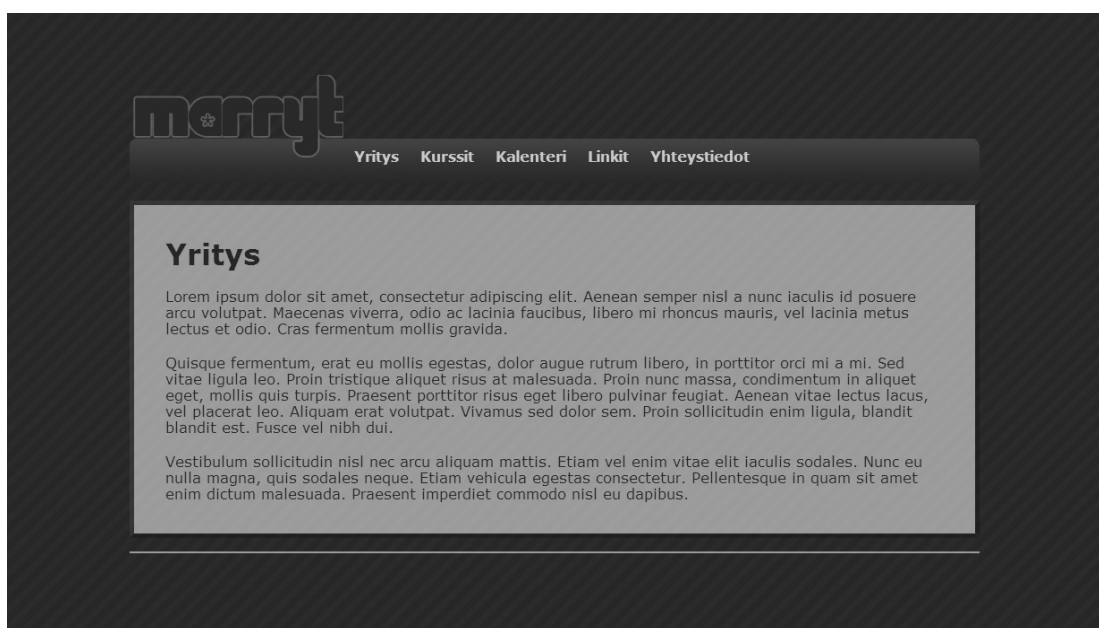 marryt
Yritys Kurssit Kalenteri Linkit Yhteystiedot
Yritys
Lorem ipsum dolor sit amet, consectetur adipiscing elit. Aenean semper nisl a nunc iaculis id posuere
arcu volutpat. Maecenas viverra, odio ac lacinia faucibus, libero mi rhoncus mauris, vel lacinia metus
lectus et odio. Cras fermentum mollis gravida.
Quisque fermentum, erat eu mollis egestas, dolor augue rutrum libero, in porttitor orci mi a mi. Sed
vitae ligula leo. Proin tristique aliquet risus at malesuada. Proin nunc massa, condimentum in aliquet
eget, mollis quis turpis. Praesent porttitor risus eget libero pulvinar feugiat. Aenean vitae lectus lacus,
vel placerat leo. Aliquam erat volutpat. Vivamus sed dolor sem. Proin sollicitudin enim ligula, blandit
blandit est. Fusce vel nibh dui.
Vestibulum sollicitudin nisl nec arcu aliquam mattis. Etiam vel enim vitae elit iaculis sodales. Nunc eu
nulla magna, quis sodales neque. Etiam vehicula egestas consectetur. Pellentesque in quam sit amet
enim dictum malesuada. Praesent imperdiet commodo nisl eu dapibus.